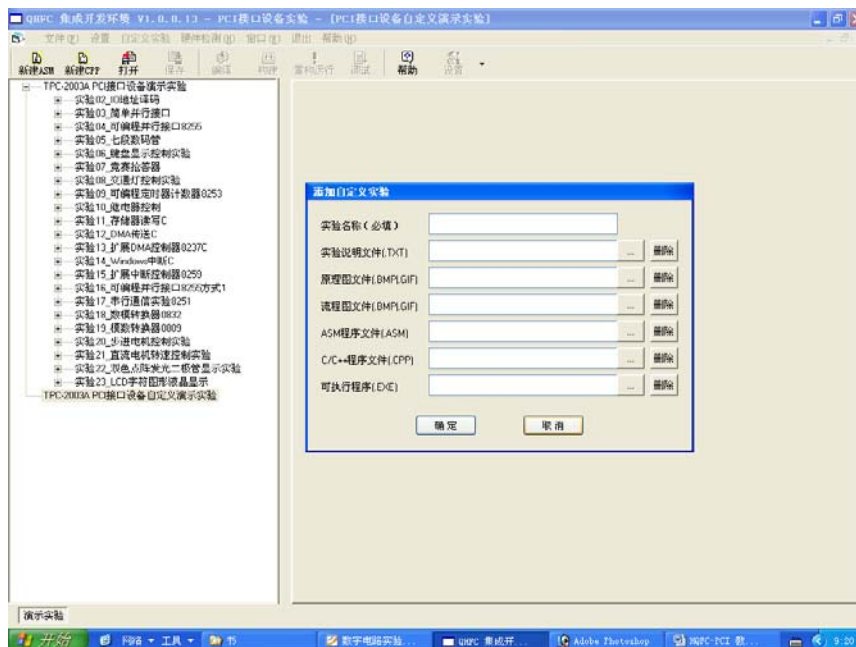 QHFC 集成开发环境 V1.0.0.13 - PCI接口设备实验 - [PCI接口设备自定义演示实验]
文件(F) 设置 自定义实验 硬件检测(H) 窗口(W) 退出 帮助(H)
新建ASM 新建CPP 打开 保存 编译 构建 重构运行 调试 帮助 设置
TPC-2003A PCI接口设备演示实验
实验02_IO地址译码
实验03_简单并行接口
实验04_可编程并行接口8255
实验05_七段数码管
实验06_键盘显示控制实验
实验07_竞赛抢答器
实验08_交通灯控制实验
实验09_可编程定时器计数器8253
实验10_继电器控制
实验11_存储器读写C
实验12_DMA传送C
实验13_扩展DMA控制器8237C
实验14_Windows中断C
实验15_扩展中断控制器8259
实验16_可编程并行接口8255方式1
实验17_串行通信实验8251
实验18_数模转换器0832
实验19_模数转换器0809
实验20_步进电机控制实验
实验21_直流电机转速控制实验
实验22_双色点阵发光二极管显示实验
实验23_LCD字符图形液晶显示
TPC-2003A PCI接口设备自定义演示实验
添加自定义实验
实验名称(必填)
实验说明文件(.TXT) ... 删除
原理图文件(.BMP\.GIF) ... 删除
流程图文件(.BMP\.GIF) ... 删除
ASM程序文件(.ASM) ... 删除
C/C++程序文件(.CPP) ... 删除
可执行程序(.EXE) ... 删除
确定 取消
演示实验
开始 网络 工具 书 数字电路实验... QHFC 集成开... Adobe Photoshop 9:20